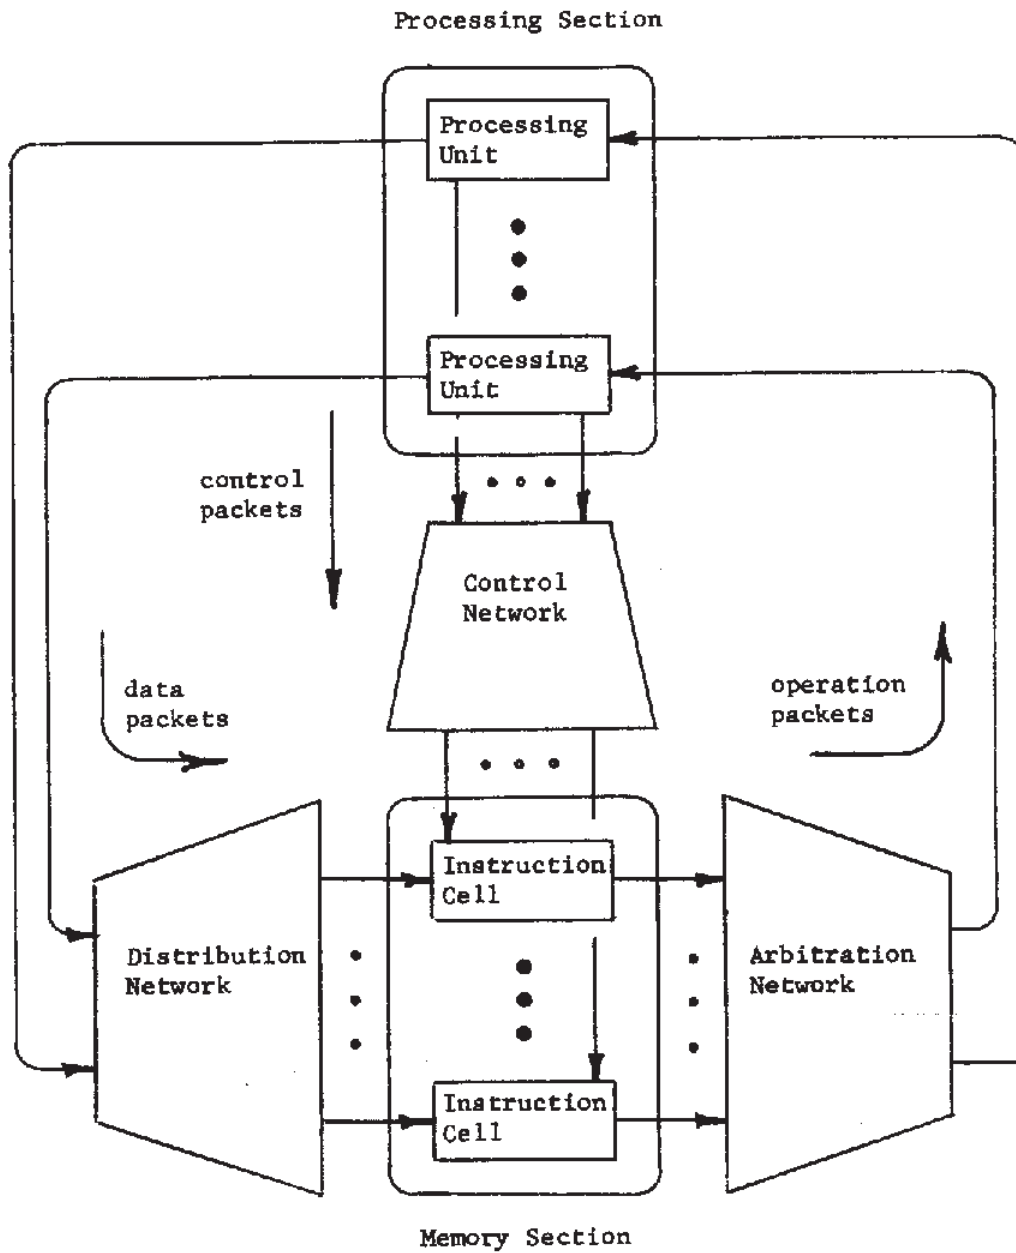 Processing Section
Processing
Unit
Processing
Unit
control
packets
Control
Network
data
packets
operation
packets
Instruction
Cell
Distribution
Network
Arbitration
Network
Instruction
Cell
Memory Section